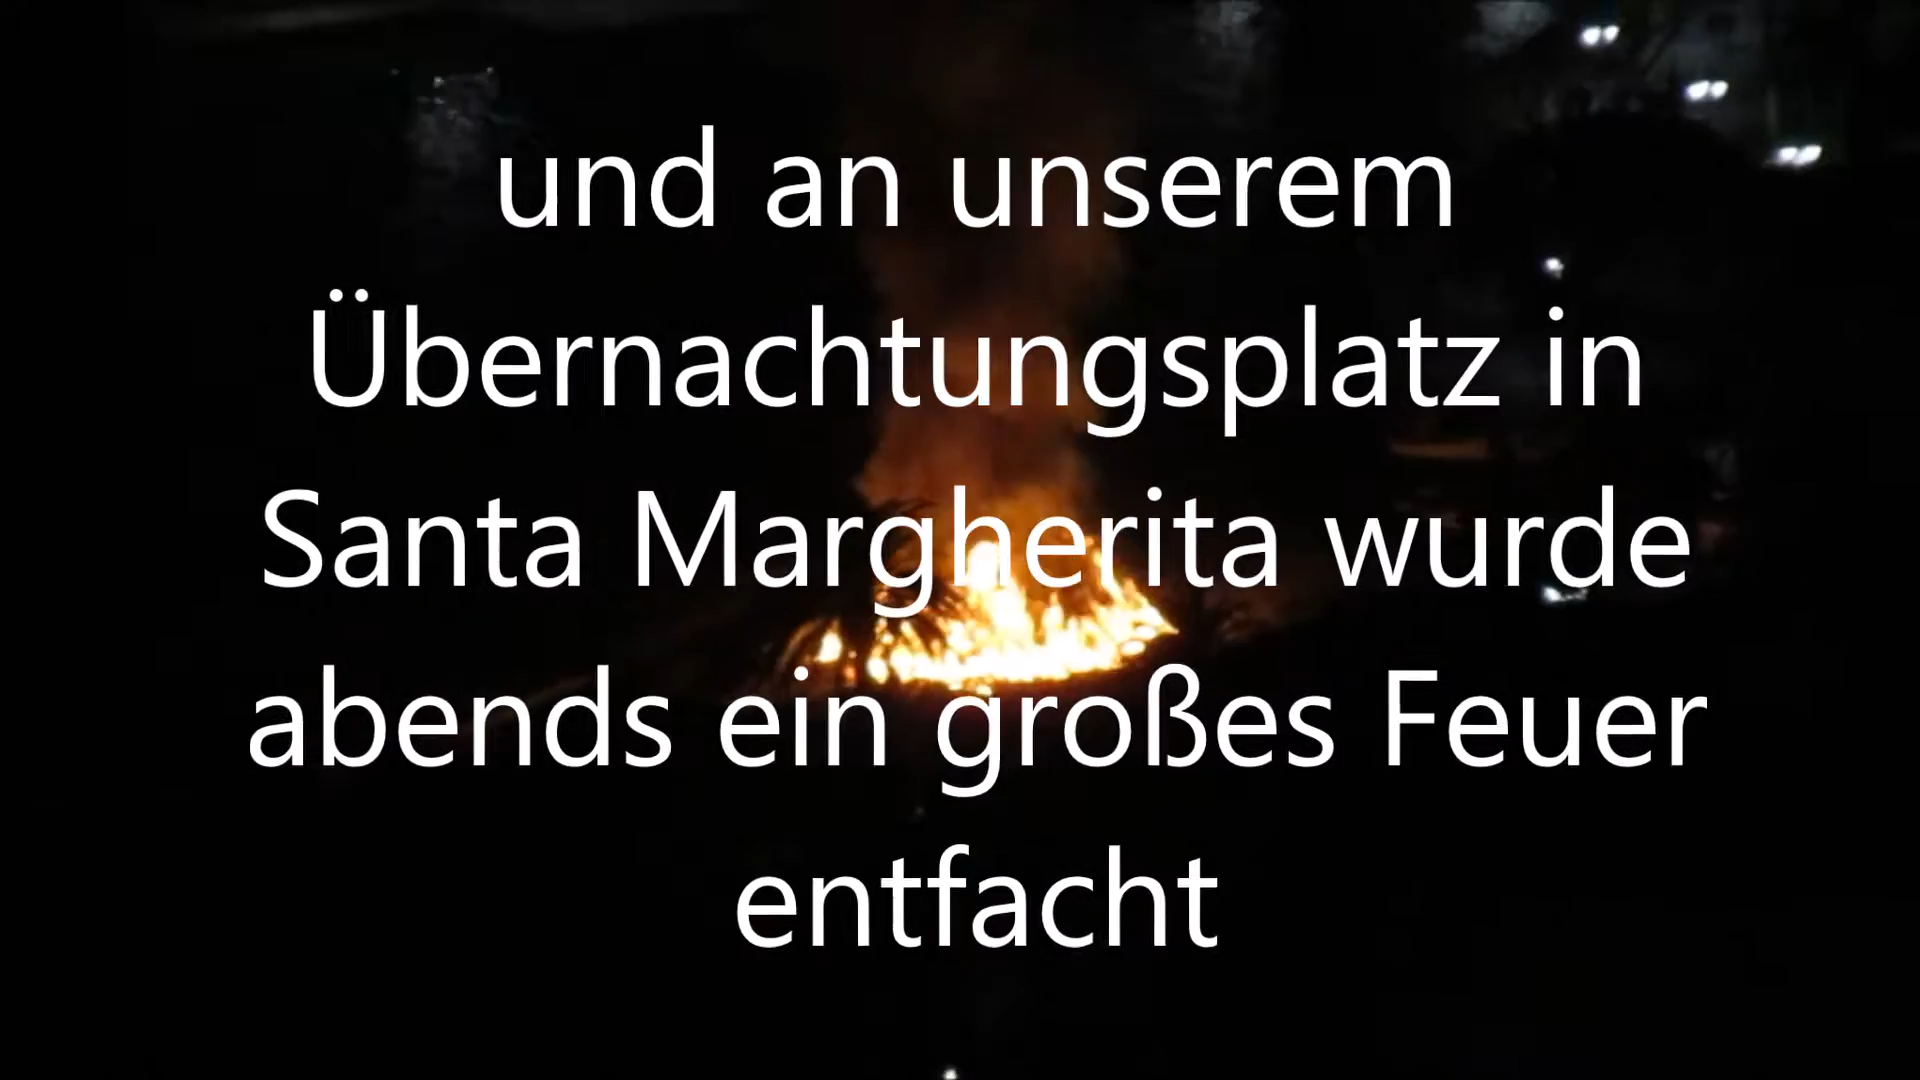 und an unserem
Übernachtungsplatz in
Santa Margherita wurde
abends ein großes Feuer
entfacht